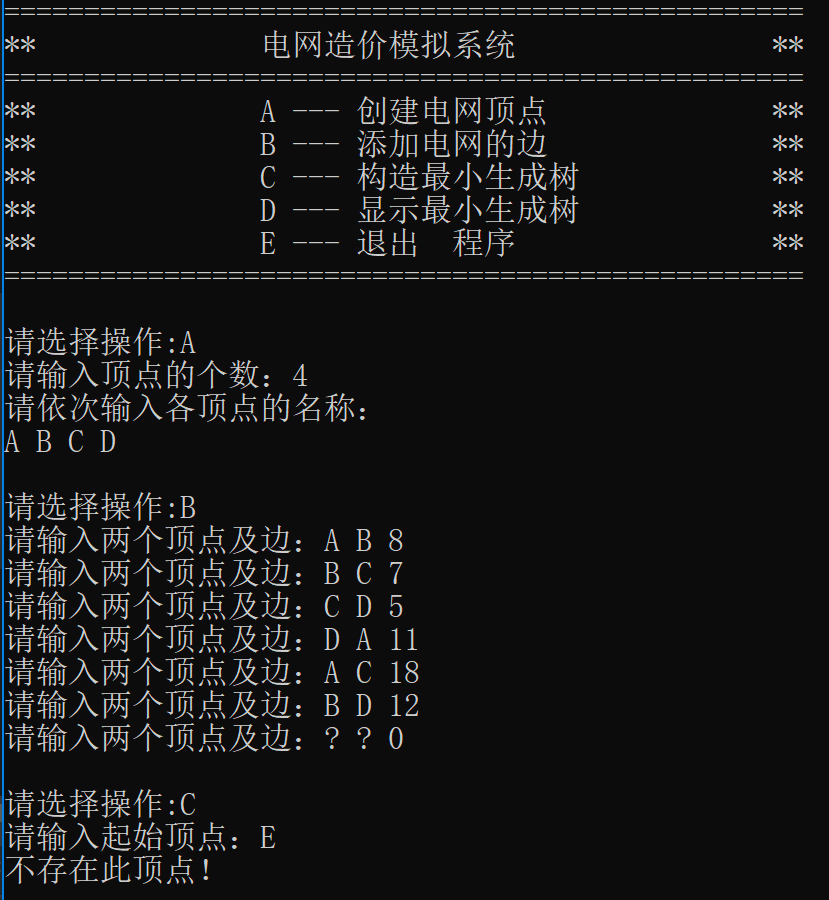 ==================================================
**              电网造价模拟系统                **
==================================================
**              A --- 创建电网顶点              **
**              B --- 添加电网的边              **
**              C --- 构造最小生成树            **
**              D --- 显示最小生成树            **
**              E --- 退出  程序                **
==================================================
请选择操作:A
请输入顶点的个数：4
请依次输入各顶点的名称：
A B C D
请选择操作:B
请输入两个顶点及边：A B 8
请输入两个顶点及边：B C 7
请输入两个顶点及边：C D 5
请输入两个顶点及边：D A 11
请输入两个顶点及边：A C 18
请输入两个顶点及边：B D 12
请输入两个顶点及边：? ? 0
请选择操作:C
请输入起始顶点：E
不存在此顶点!